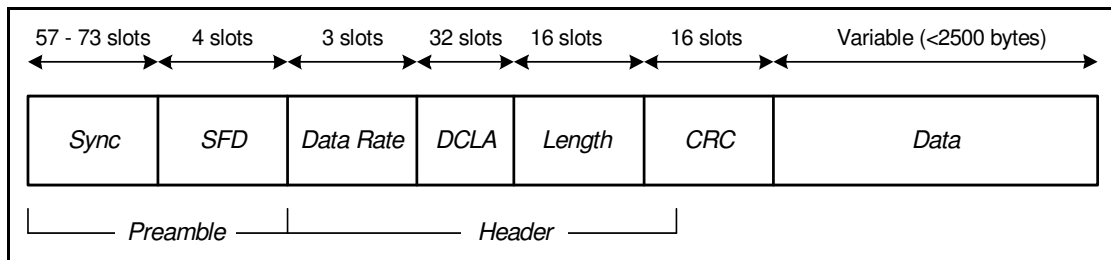 57 - 73 slots 4 slots 3 slots 32 slots 16 slots 16 slots Variable (<2500 bytes)
Sync SFD Data Rate DCLA Length CRC Data
Preamble Header